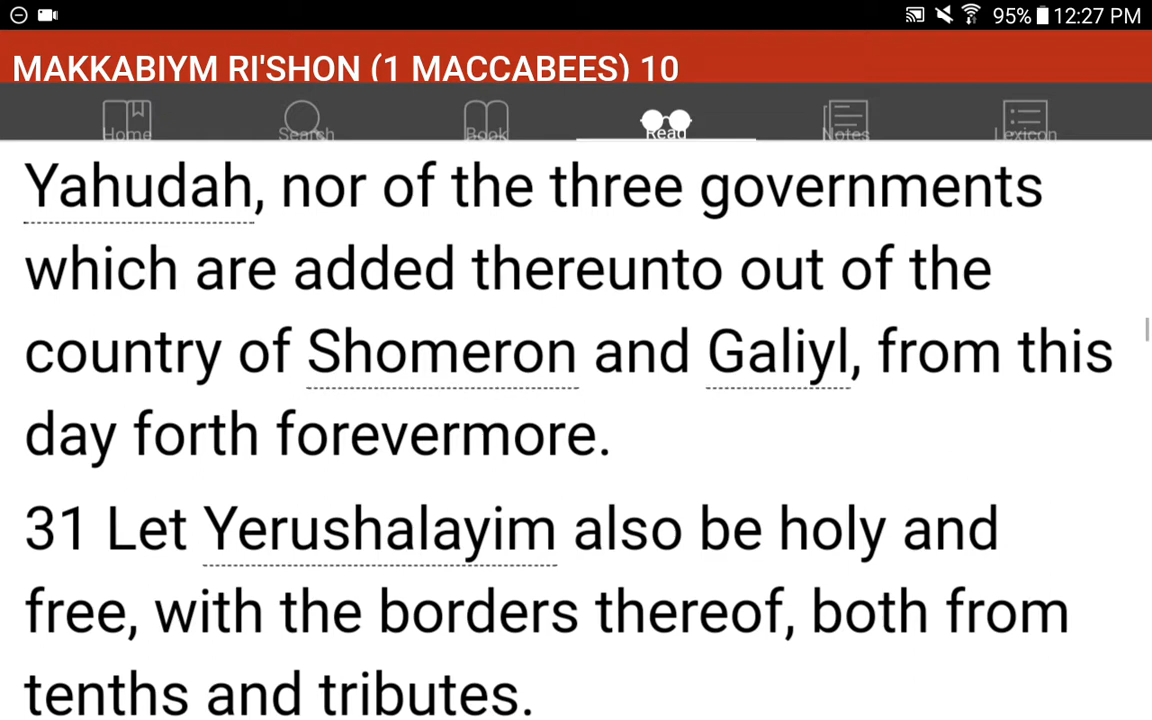 95% 12:27 PM
MAKKABIYM RI'SHON (1 MACCABEES) 10
Home Search Book Read Notes Lexicon
Yahudah, nor of the three governments
which are added thereunto out of the
country of Shomeron and Galiyl, from this
day forth forevermore.
31 Let Yerushalayim also be holy and
free, with the borders thereof, both from
tenths and tributes.